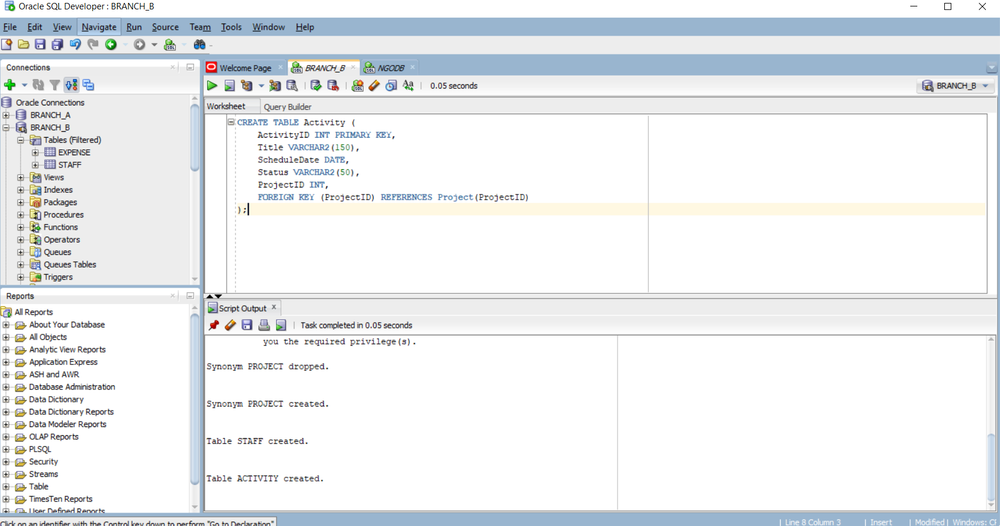 Oracle SQL Developer : BRANCH_B
File Edit View Navigate Run Source Team Tools Window Help
Connections
Oracle Connections
BRANCH_A
BRANCH_B
Tables (Filtered)
EXPENSE
STAFF
Views
Indexes
Packages
Procedures
Functions
Operators
Queues
Queues Tables
Triggers
Reports
All Reports
About Your Database
All Objects
Analytic View Reports
Application Express
ASH and AWR
Database Administration
Data Dictionary
Data Dictionary Reports
Data Modeler Reports
OLAP Reports
PLSQL
Security
Streams
Table
TimesTen Reports
User Defined Reports
Welcome Page BRANCH_B NGODB
0.05 seconds
BRANCH_B
Worksheet Query Builder
CREATE TABLE Activity (
ActivityID INT PRIMARY KEY,
Title VARCHAR2(150),
ScheduleDate DATE,
Status VARCHAR2(50),
ProjectID INT,
FOREIGN KEY (ProjectID) REFERENCES Project(ProjectID)
);
Script Output
Task completed in 0.05 seconds
you the required privilege(s).
Synonym PROJECT dropped.
Synonym PROJECT created.
Table STAFF created.
Table ACTIVITY created.
Click on an identifier with the Control key down to perform "Go to Declaration"
Line 8 Column 3 | Insert | Modified | Windows: